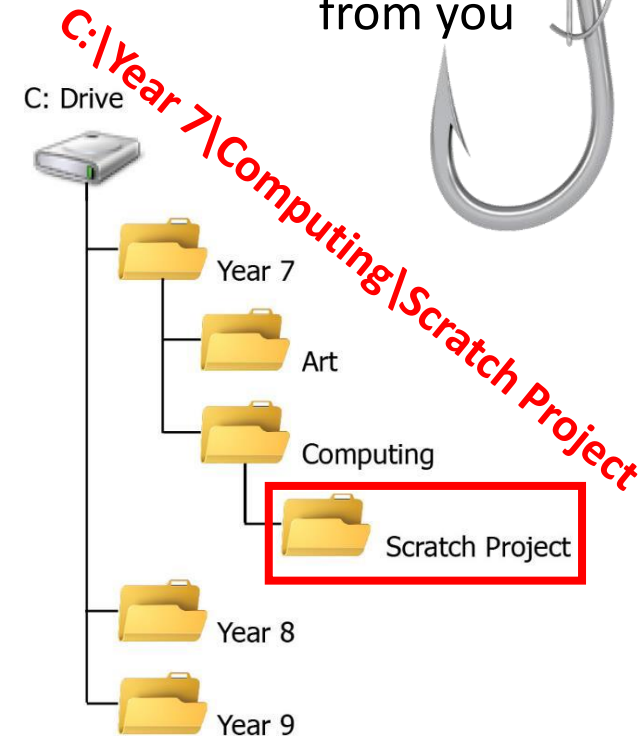 from you
C:\Year 7\Computing\Scratch Project
C: Drive
Year 7
Art
Computing
Scratch Project
Year 8
Year 9